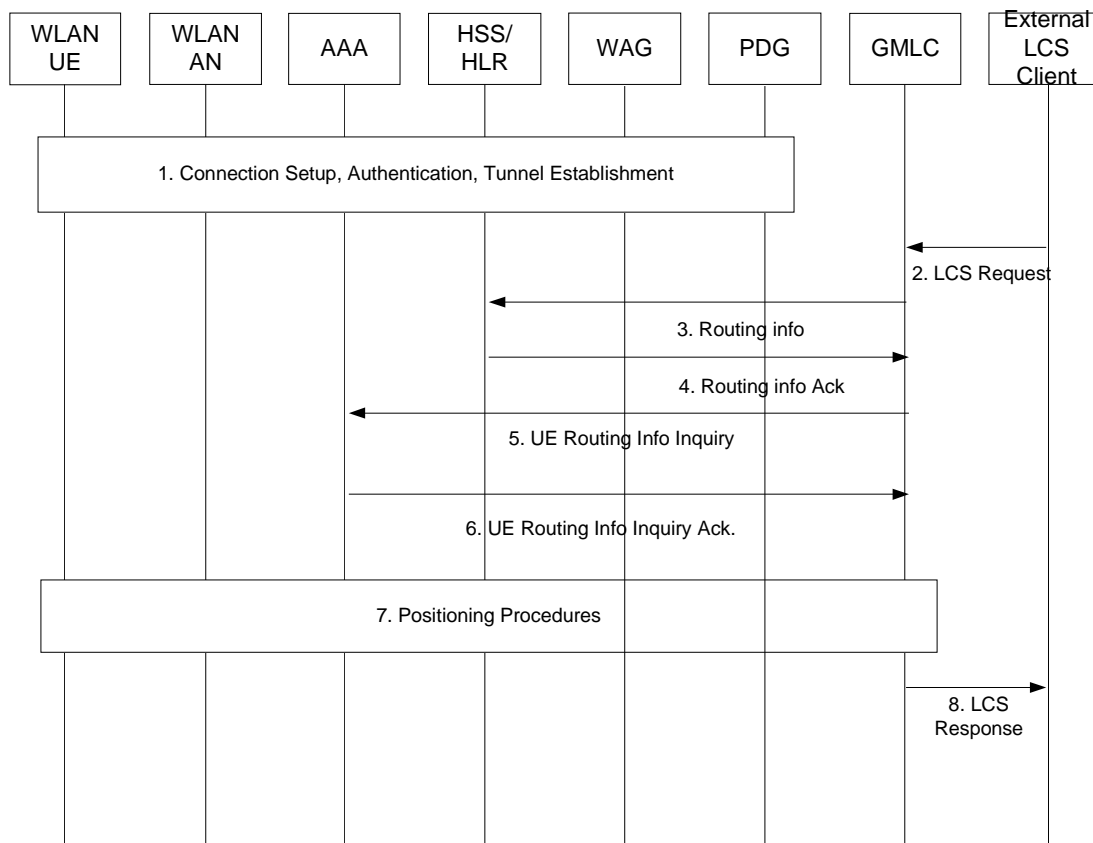 WLAN
UE
WLAN
AN
AAA
HSS/
HLR
WAG
PDG
GMLC
External
LCS
Client
1. Connection Setup, Authentication, Tunnel Establishment
2. LCS Request
3. Routing info
4. Routing info Ack
5. UE Routing Info Inquiry
6. UE Routing Info Inquiry Ack.
7. Positioning Procedures
8. LCS
Response